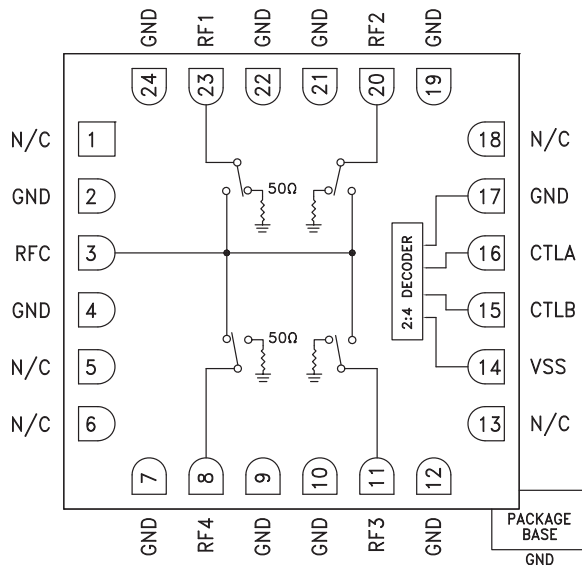 GND RF1 GND GND RF2 GND
24 23 22 21 20 19
N/C 1
GND 2
RFC 3
GND 4
N/C 5
N/C 6
50Ω
50Ω
2:4 DECODER
18 N/C
17 GND
16 CTLA
15 CTLB
14 VSS
13 N/C
7 8 9 10 11 12
GND RF4 GND GND RF3 GND
PACKAGE
BASE
GND